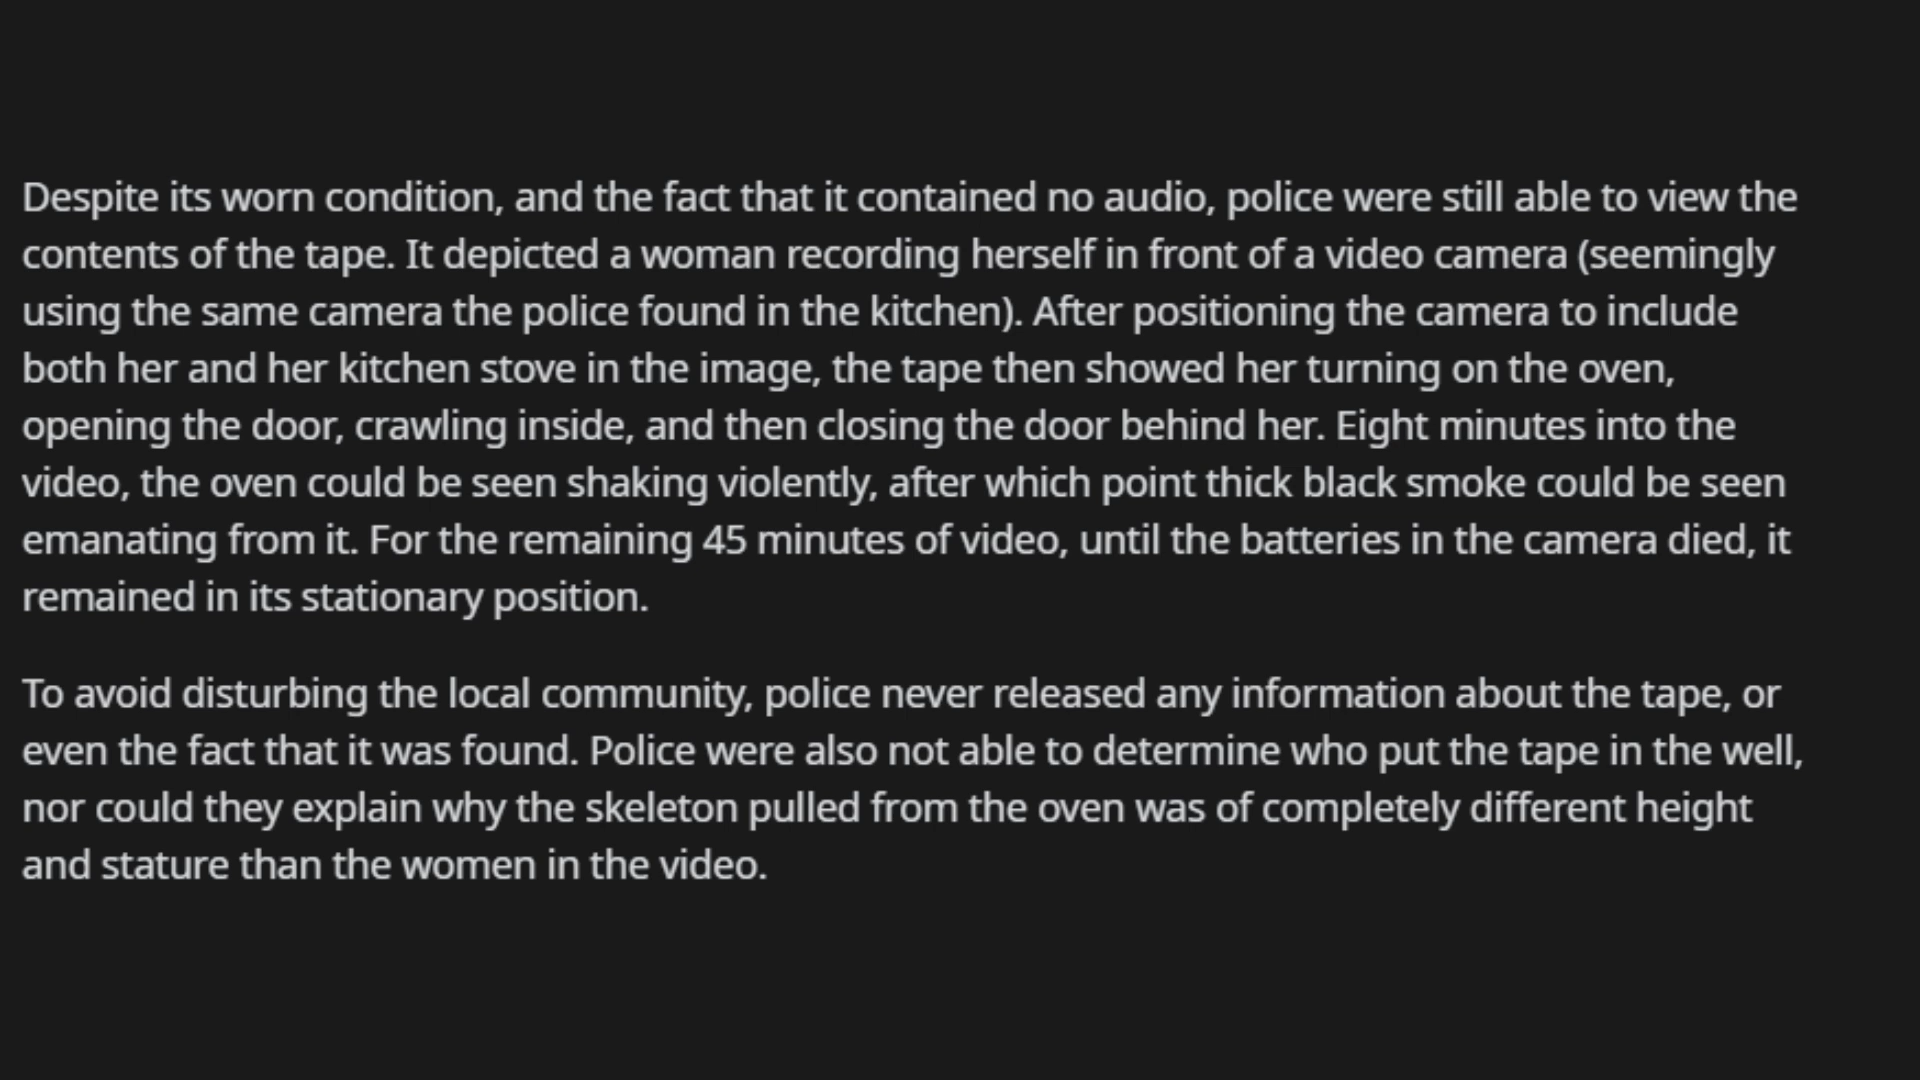 Despite its worn condition, and the fact that it contained no audio, police were still able to view the
contents of the tape. It depicted a woman recording herself in front of a video camera (seemingly
using the same camera the police found in the kitchen). After positioning the camera to include
both her and her kitchen stove in the image, the tape then showed her turning on the oven,
opening the door, crawling inside, and then closing the door behind her. Eight minutes into the
video, the oven could be seen shaking violently, after which point thick black smoke could be seen
emanating from it. For the remaining 45 minutes of video, until the batteries in the camera died, it
remained in its stationary position.
To avoid disturbing the local community, police never released any information about the tape, or
even the fact that it was found. Police were also not able to determine who put the tape in the well,
nor could they explain why the skeleton pulled from the oven was of completely different height
and stature than the women in the video.